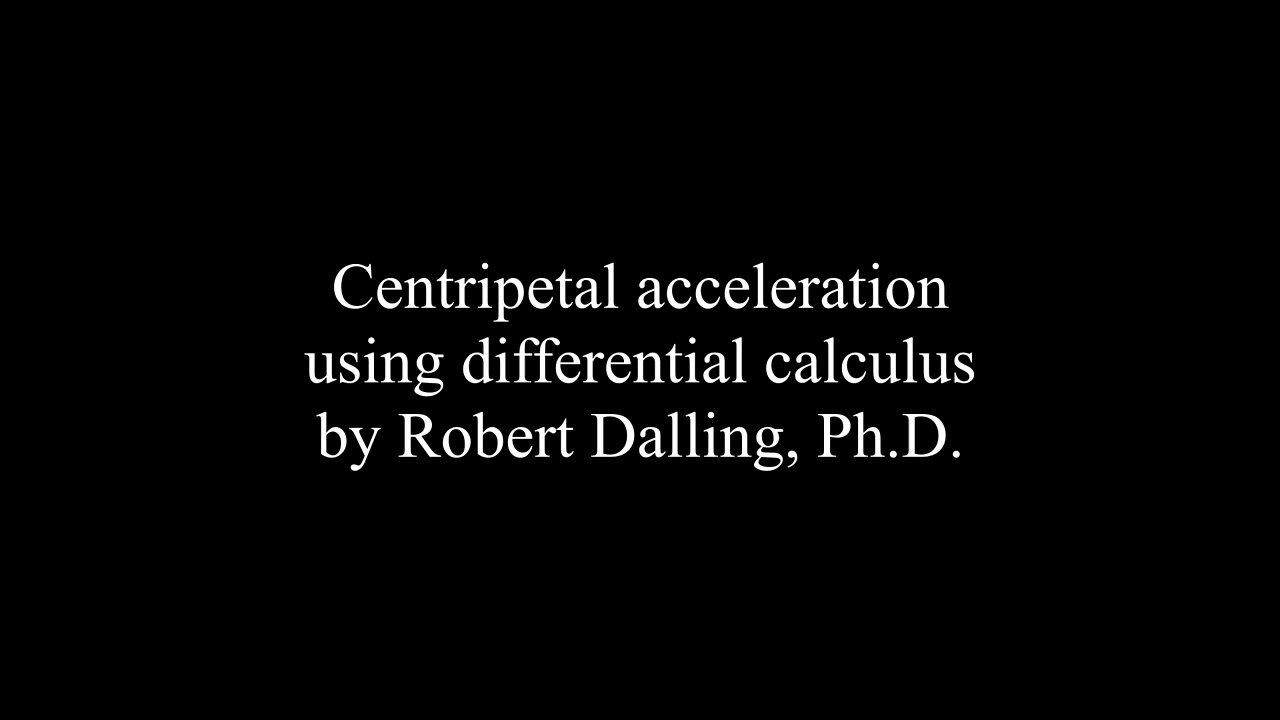 Centripetal acceleration
using differential calculus
by Robert Dalling, Ph.D.